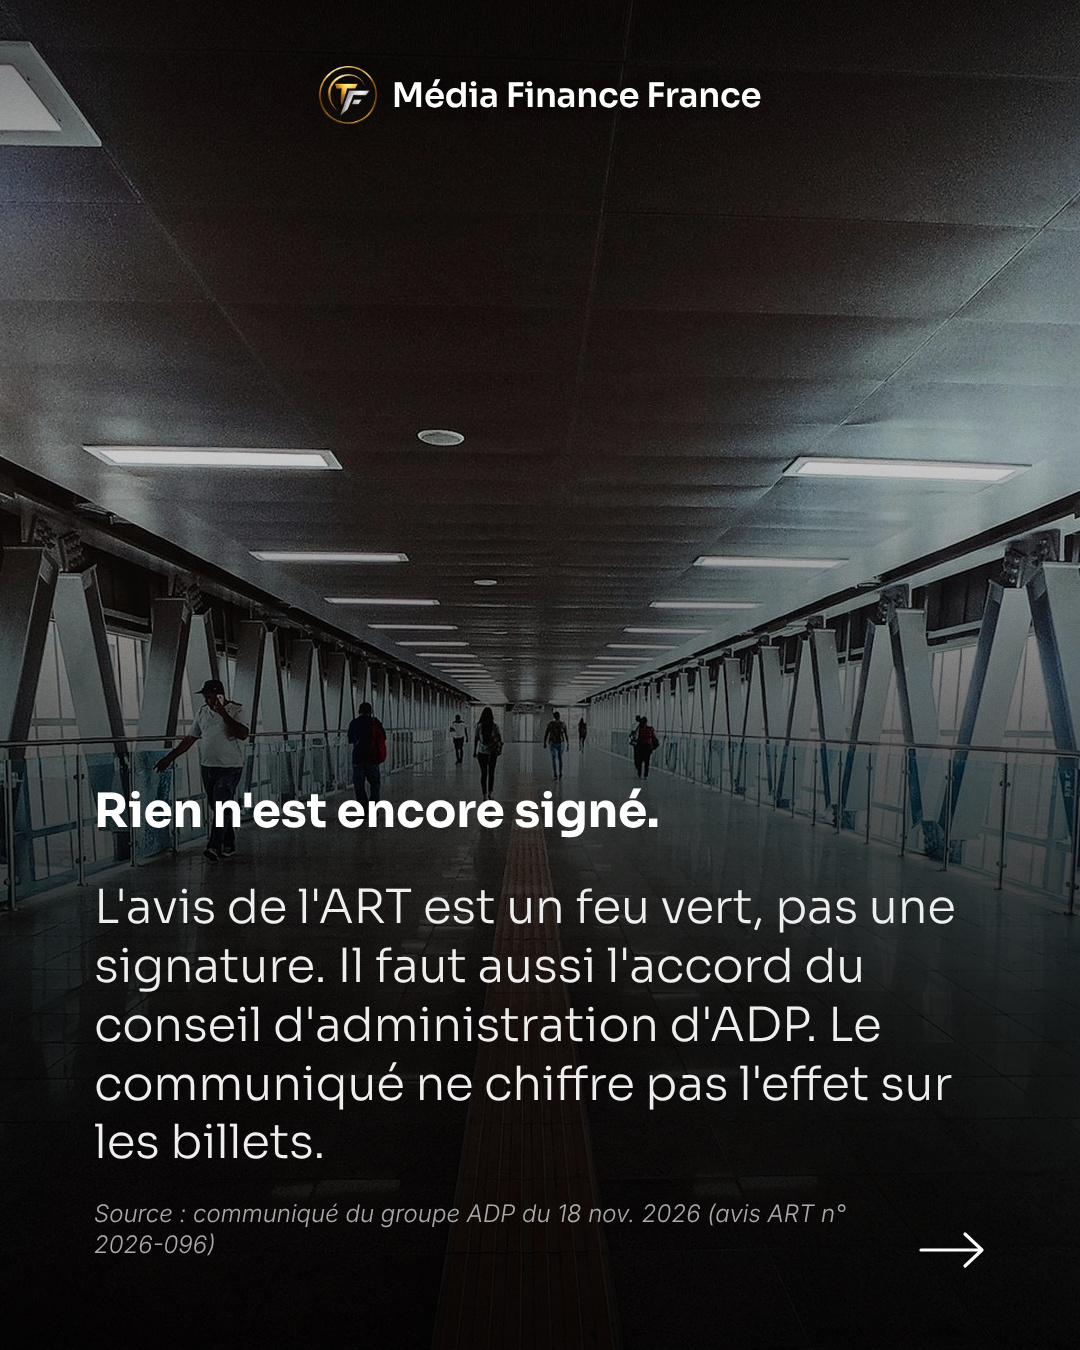 Média Finance France
Rien n'est encore signé.
L'avis de l'ART est un feu vert, pas une
signature. Il faut aussi l'accord du
conseil d'administration d'ADP. Le
communiqué ne chiffre pas l'effet sur
les billets.
Source : communiqué du groupe ADP du 18 nov. 2026 (avis ART n°
2026-096)